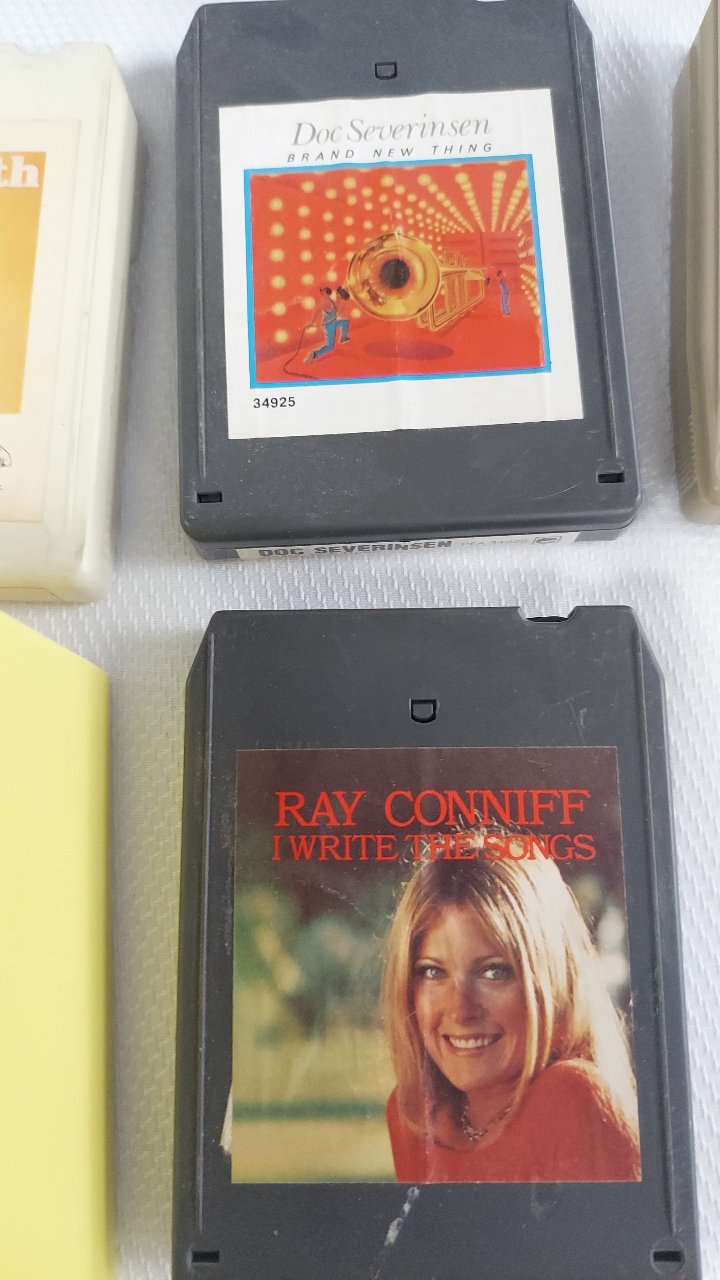 th
Doc Severinsen
BRAND NEW THING
34925
DOC SEVERINSEN
RAY CONNIFF
I WRITE THE SONGS